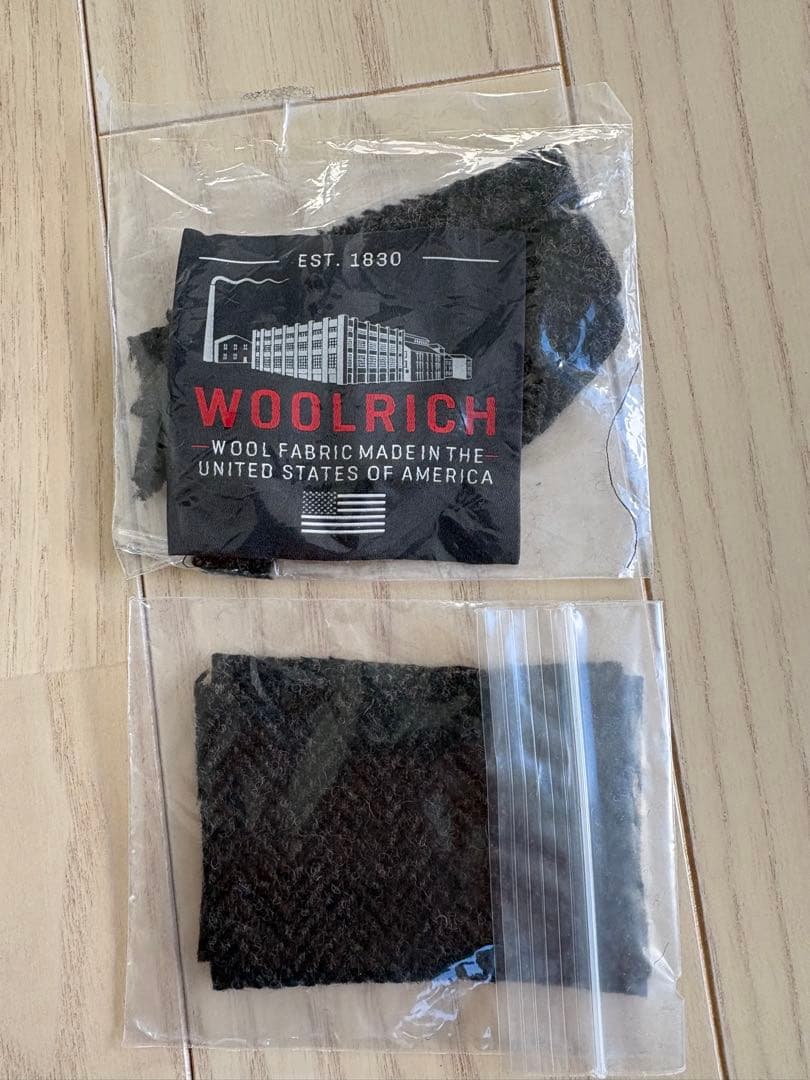 EST. 1830
WOOLRICH
WOOL FABRIC MADE IN THE
UNITED STATES OF AMERICA